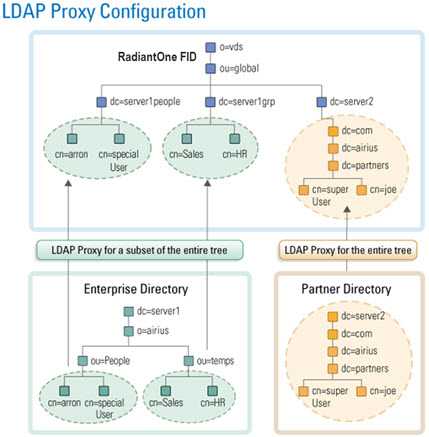 LDAP Proxy Configuration
RadiantOne FID
o=vds
ou=global
dc=server1people
dc=server1grp
dc=server2
dc=com
dc=airius
dc=partners
cn=arron
cn=special
User
cn=Sales
cn=HR
cn=super
User
cn=joe
LDAP Proxy for a subset of the entire tree
LDAP Proxy for the entire tree
Enterprise Directory
dc=server1
o=airius
ou=People
ou=temps
cn=arron
cn=special
User
cn=Sales
cn=HR
Partner Directory
dc=server2
dc=com
dc=airius
dc=partners
cn=super
User
cn=joe